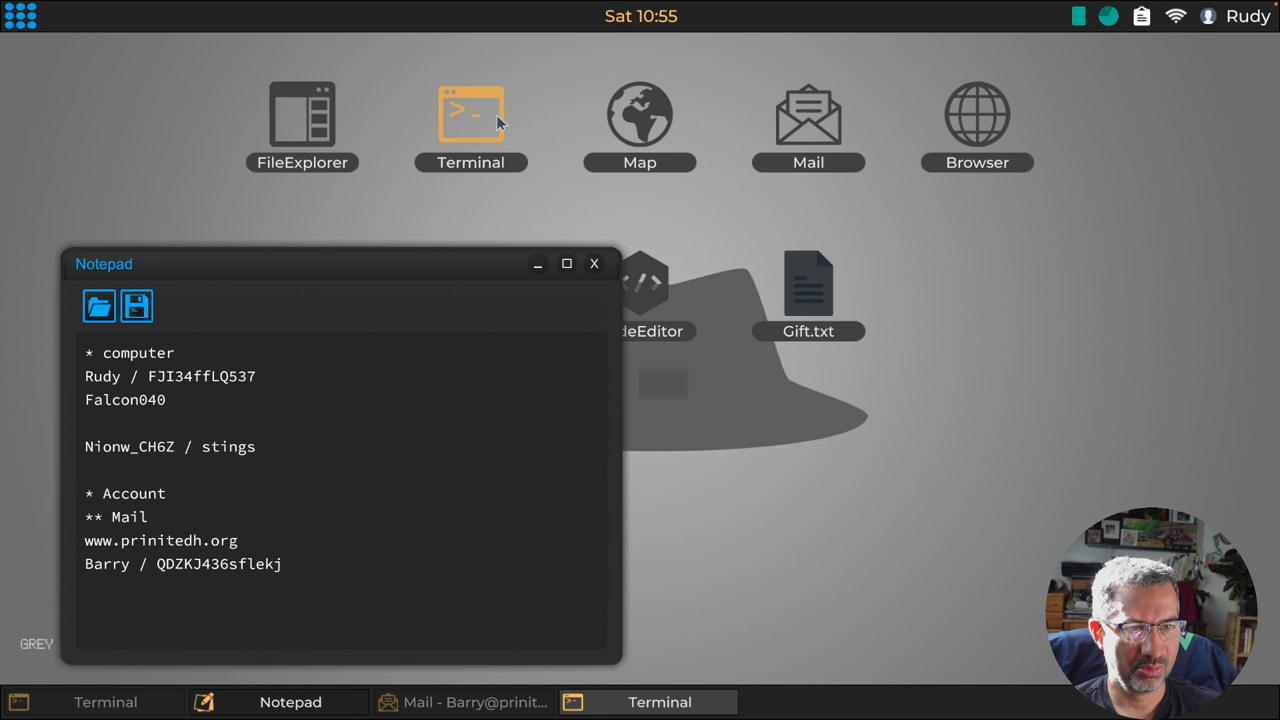 Sat 10:55
Rudy
FileExplorer
Terminal
Map
Mail
Browser
deEditor
Gift.txt
Notepad
* computer
Rudy / FJI34ffLQ537
Falcon040
Nionw_CH6Z / stings
* Account
** Mail
www.prinitedh.org
Barry / QDZKJ436sflekj
GREY
Terminal
Notepad
Mail - Barry@prinit...
Terminal